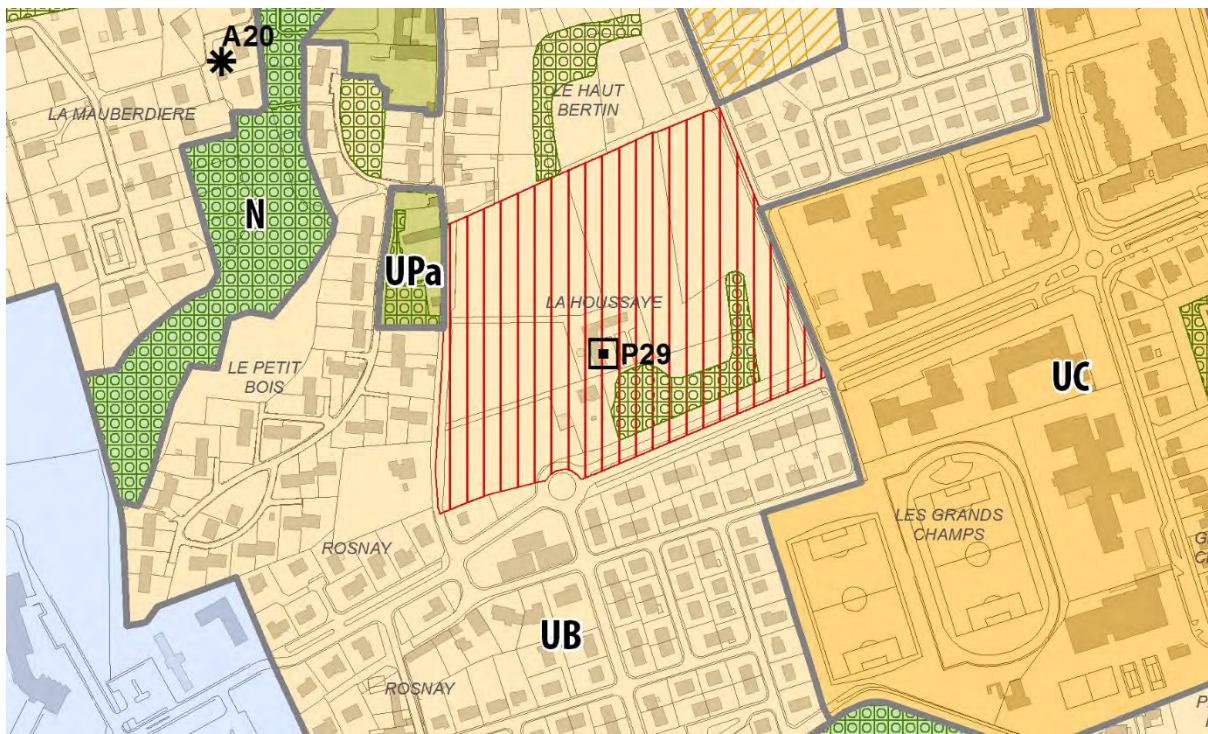 A20
LA MAUBERDIERE
LE HAUT
BERTIN
N
UPa
LA HOUSSAYE
P29
LE PETIT
BOIS
UC
LES GRANDS
CHAMPS
ROSNAY
UB
ROSNAY